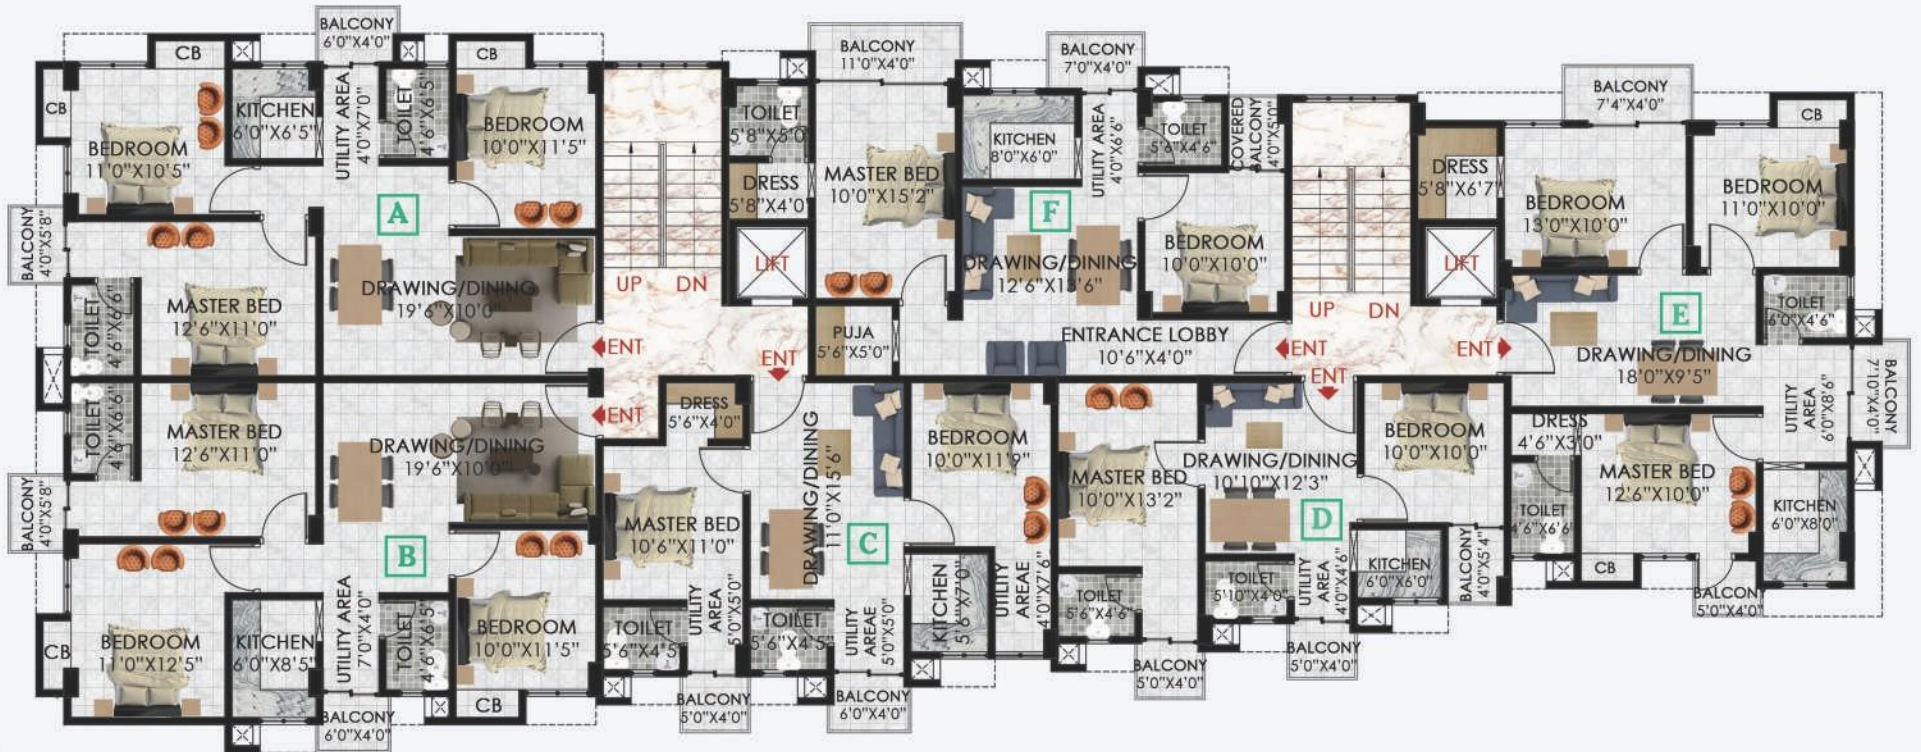 BALCONY
6'0"X4'0"
CB
CB
BEDROOM
11'0"X10'5"
KITCHEN
6'0"X6'5"
UTILITY AREA
4'0"X7'0"
TOILET
4'6"X6'5"
CB
BEDROOM
10'0"X11'5"
A
BALCONY
4'0"X5'8"
TOILET
4'6"X6'6"
MASTER BED
12'6"X11'0"
DRAWING/DINING
19'6"X10'0"
UP
DN
ENT
ENT
TOILET
4'6"X6'6"
MASTER BED
12'6"X11'0"
DRAWING/DINING
19'6"X10'0"
BALCONY
4'0"X5'8"
B
CB
BEDROOM
11'0"X12'5"
KITCHEN
6'0"X8'5"
UTILITY AREA
7'0"X4'0"
TOILET
4'6"X6'5"
BEDROOM
10'0"X11'5"
CB
BALCONY
6'0"X4'0"
TOILET
5'8"X5'0"
DRESS
5'8"X4'0"
LIFT
BALCONY
11'0"X4'0"
MASTER BED
10'0"X15'2"
PUJA
5'6"X5'0"
KITCHEN
8'0"X6'0"
BALCONY
7'0"X4'0"
UTILITY AREA
4'0"X6'6"
TOILET
5'6"X4'6"
COVERED
BALCONY
4'0"X5'0"
F
DRAWING/DINING
12'6"X13'6"
BEDROOM
10'0"X10'0"
ENTRANCE LOBBY
10'6"X4'0"
ENT
ENT
ENT
ENT
UP
DN
DRESS
5'6"X4'0"
MASTER BED
10'6"X11'0"
DRAWING/DINING
11'0"X15'6"
C
TOILET
5'6"X4'5"
UTILITY
AREA
5'0"X5'0"
TOILET
5'6"X4'5"
UTILITY
AREAE
5'0"X5'0"
BALCONY
5'0"X4'0"
BALCONY
6'0"X4'0"
BEDROOM
10'0"X11'9"
KITCHEN
5'6"X7'0"
UTILITY
AREAE
4'0"X7'6"
MASTER BED
10'0"X13'2"
TOILET
5'6"X4'6"
BALCONY
5'0"X4'0"
DRAWING/DINING
10'10"X12'3"
D
TOILET
5'10"X4'0"
UTILITY
AREA
4'0"X4'6"
BALCONY
5'0"X4'0"
BEDROOM
10'0"X10'0"
KITCHEN
6'0"X6'0"
BALCONY
4'0"X5'4"
DRESS
5'8"X6'7"
LIFT
BALCONY
7'4"X4'0"
BEDROOM
13'0"X10'0"
CB
BEDROOM
11'0"X10'0"
E
TOILET
6'0"X4'6"
DRAWING/DINING
18'0"X9'5"
UTILITY
AREA
6'0"X8'6"
BALCONY
7'10"X4'0"
DRESS
4'6"X3'0"
TOILET
4'6"X6'6"
MASTER BED
12'6"X10'0"
CB
KITCHEN
6'0"X8'0"
BALCONY
5'0"X4'0"